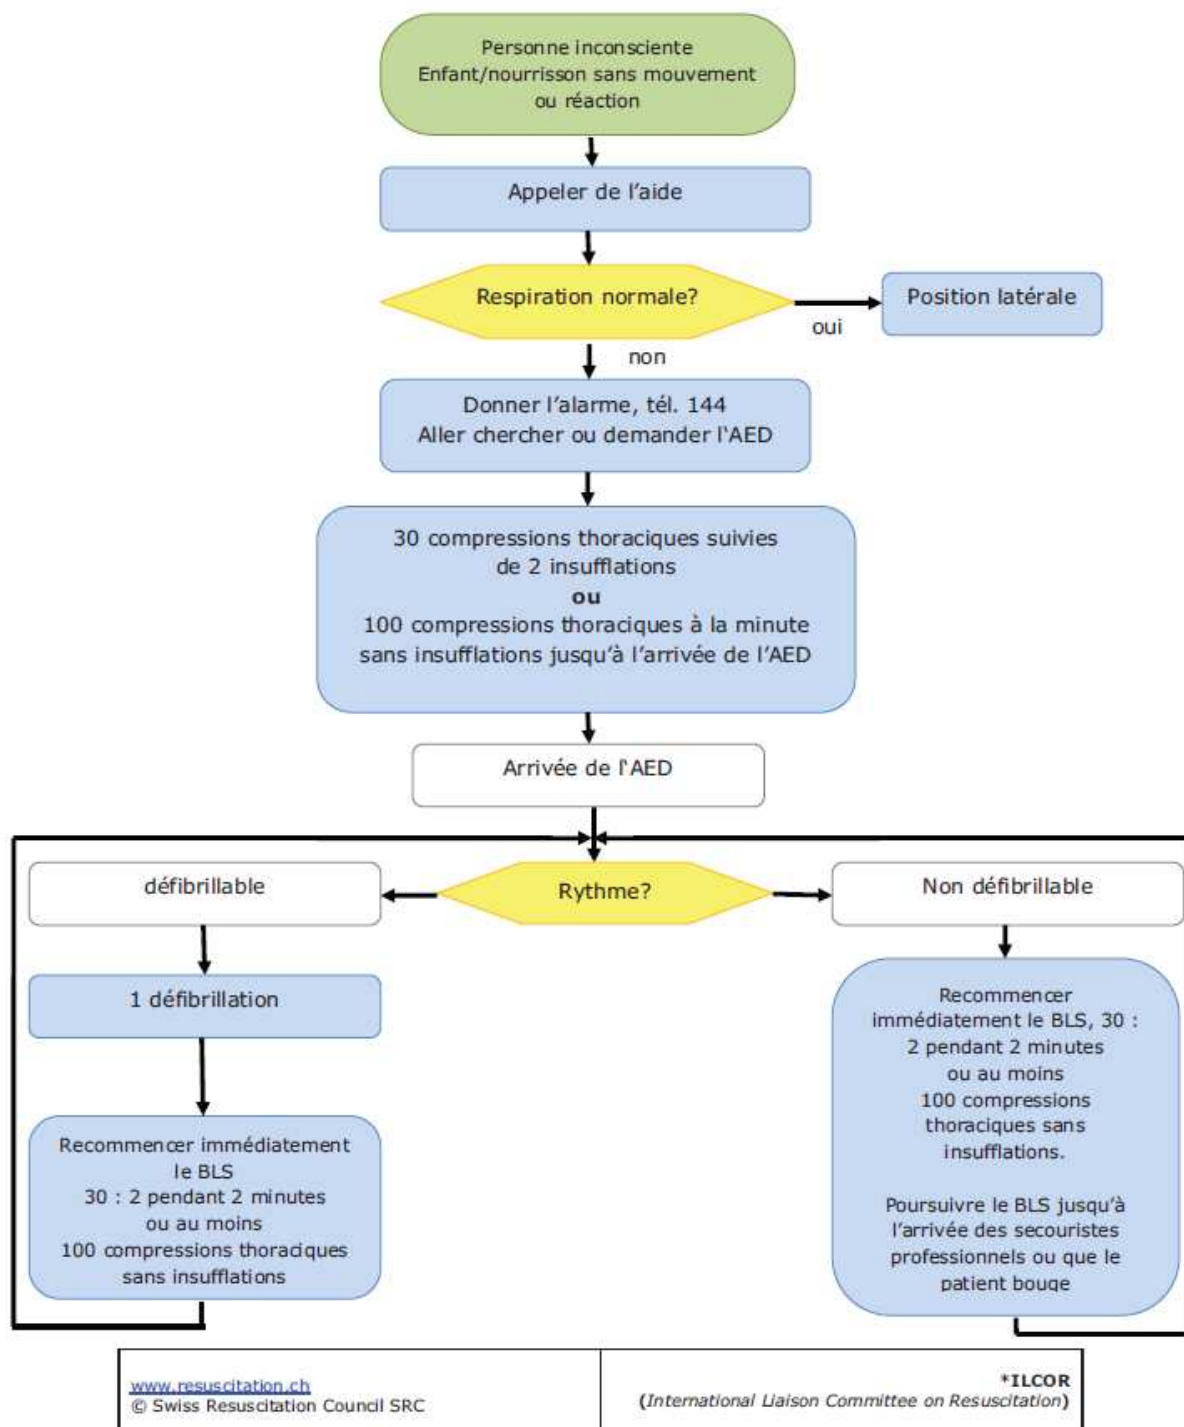 Personne inconsciente
Enfant/nourrisson sans mouvement
ou réaction
Appeler de l’aide
Respiration normale?
oui
Position latérale
non
Donner l’alarme, tél. 144
Aller chercher ou demander l‘AED
30 compressions thoraciques suivies
de 2 insufflations
ou
100 compressions thoraciques à la minute
sans insufflations jusqu’à l’arrivée de l’AED
Arrivée de l‘AED
Rythme?
défibrillable
1 défibrillation
Recommencer immédiatement
le BLS
30 : 2 pendant 2 minutes
ou au moins
100 compressions thoraciques
sans insufflations
Non défibrillable
Recommencer
immédiatement le BLS, 30 :
2 pendant 2 minutes
ou au moins
100 compressions
thoraciques sans
insufflations.
Poursuivre le BLS jusqu’à
l’arrivée des secouristes
professionnels ou que le
patient bouge
www.resuscitation.ch
© Swiss Resuscitation Council SRC
*ILCOR
(International Liaison Committee on Resuscitation)